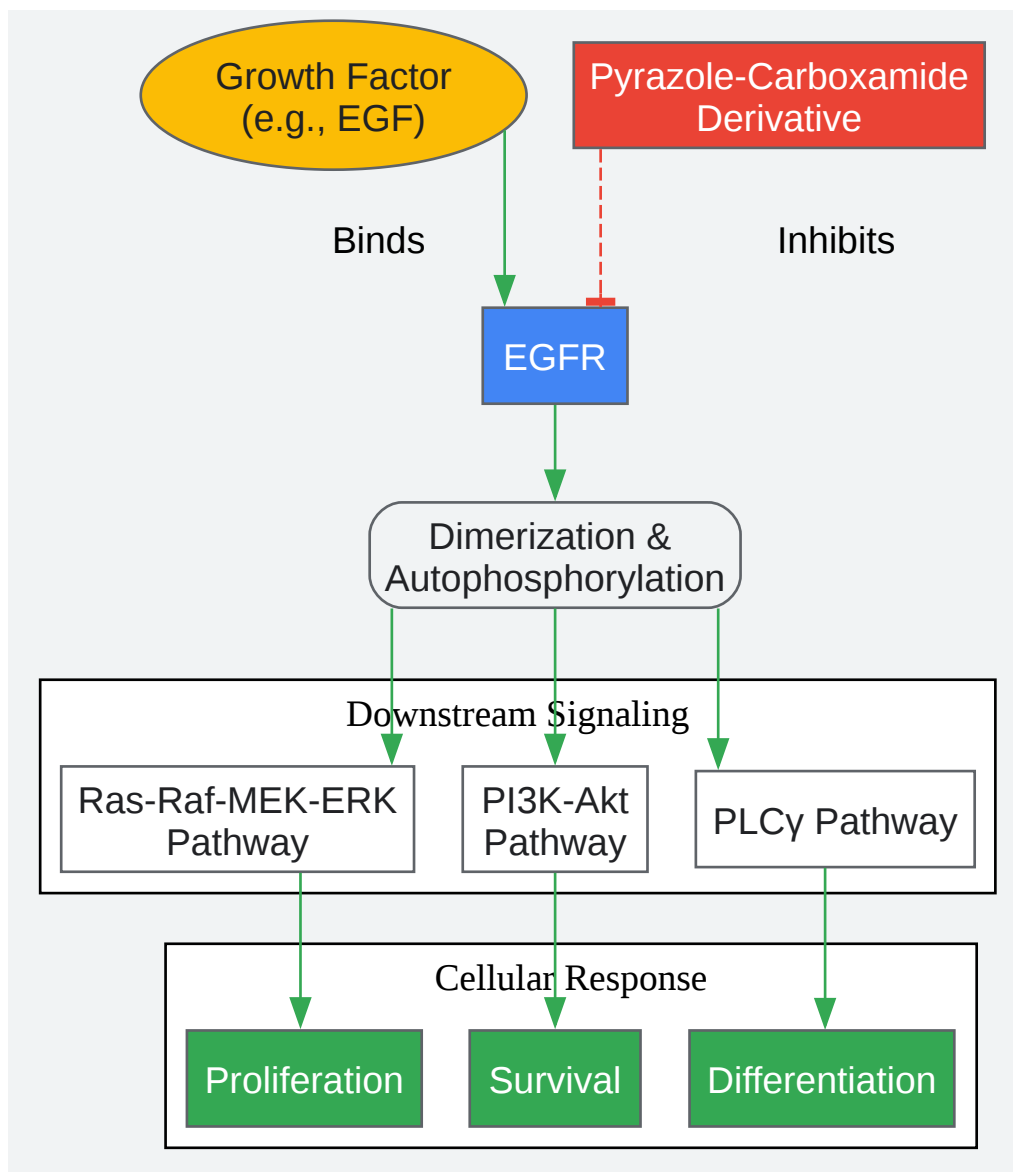 Growth Factor
(e.g., EGF)
Pyrazole-Carboxamide
Derivative
Binds
Inhibits
EGFR
Dimerization &
Autophosphorylation
Downstream Signaling
Ras-Raf-MEK-ERK
Pathway
PI3K-Akt
Pathway
PLCγ Pathway
Cellular Response
Proliferation
Survival
Differentiation